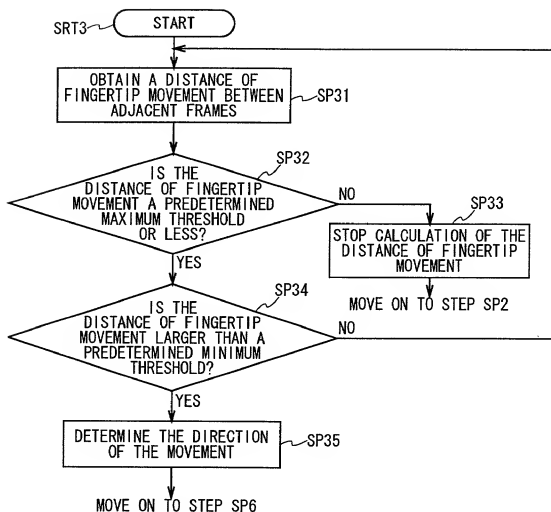 START
SRT3
OBTAIN A DISTANCE OF
FINGERTIP MOVEMENT BETWEEN
ADJACENT FRAMES
SP31
SP32
IS THE
DISTANCE OF FINGERTIP
MOVEMENT A PREDETERMINED
MAXIMUM THRESHOLD
OR LESS?
NO
SP33
STOP CALCULATION OF THE
DISTANCE OF FINGERTIP
MOVEMENT
MOVE ON TO STEP SP2
YES
SP34
IS THE
DISTANCE OF FINGERTIP
MOVEMENT LARGER THAN A
PREDETERMINED MINIMUM
THRESHOLD?
NO
YES
DETERMINE THE DIRECTION
OF THE MOVEMENT
SP35
MOVE ON TO STEP SP6